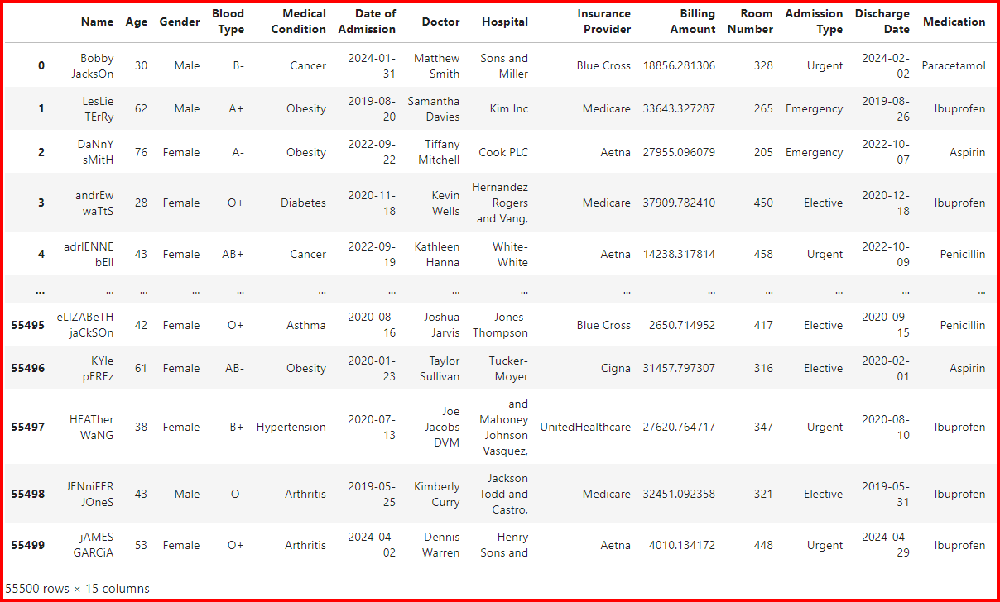 Name Age Gender Blood Type Medical Condition Date of Admission Doctor Hospital Insurance Provider Billing Amount Room Number Admission Type Discharge Date Medication
0 Bobby JacksOn 30 Male B- Cancer 2024-01-31 Matthew Smith Sons and Miller Blue Cross 18856.281306 328 Urgent 2024-02-02 Paracetamol
1 LesLie TErRy 62 Male A+ Obesity 2019-08-20 Samantha Davies Kim Inc Medicare 33643.327287 265 Emergency 2019-08-26 Ibuprofen
2 DaNnY sMitH 76 Female A- Obesity 2022-09-22 Tiffany Mitchell Cook PLC Aetna 27955.096079 205 Emergency 2022-10-07 Aspirin
3 andrEw waTtS 28 Female O+ Diabetes 2020-11-18 Kevin Wells Hernandez Rogers and Vang, Medicare 37909.782410 450 Elective 2020-12-18 Ibuprofen
4 adrIENNE bEll 43 Female AB+ Cancer 2022-09-19 Kathleen Hanna White-White Aetna 14238.317814 458 Urgent 2022-10-09 Penicillin
... ... ... ... ... ... ... ... ... ... ... ... ... ... ...
55495 eLIZABeTH jaCkSOn 42 Female O+ Asthma 2020-08-16 Joshua Jarvis Jones-Thompson Blue Cross 2650.714952 417 Elective 2020-09-15 Penicillin
55496 KYle pEREz 61 Female AB- Obesity 2020-01-23 Taylor Sullivan Tucker-Moyer Cigna 31457.797307 316 Elective 2020-02-01 Aspirin
55497 HEATher WaNG 38 Female B+ Hypertension 2020-07-13 Joe Jacobs DVM and Mahoney Johnson Vasquez, UnitedHealthcare 27620.764717 347 Urgent 2020-08-10 Ibuprofen
55498 JENniFER JOneS 43 Male O- Arthritis 2019-05-25 Kimberly Curry Jackson Todd and Castro, Medicare 32451.092358 321 Elective 2019-05-31 Ibuprofen
55499 jAMES GARCiA 53 Female O+ Arthritis 2024-04-02 Dennis Warren Henry Sons and Aetna 4010.134172 448 Urgent 2024-04-29 Ibuprofen
55500 rows × 15 columns